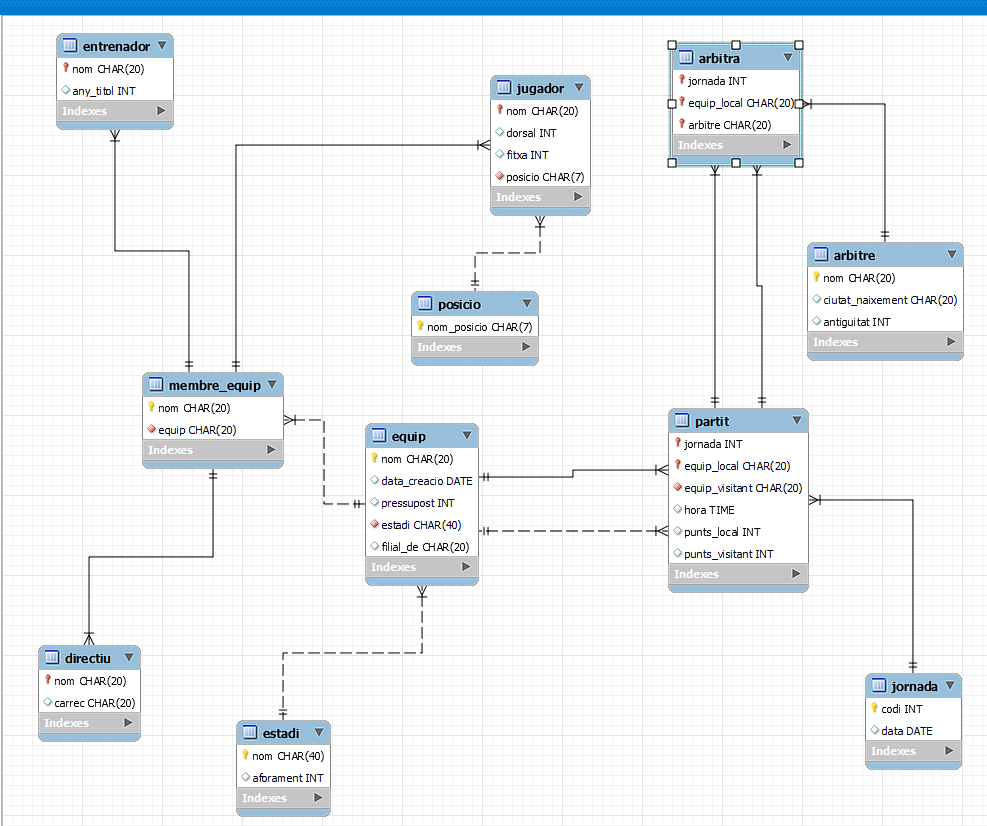 entrenador
nom CHAR(20)
any_titol INT
Indexes
jugador
nom CHAR(20)
dorsal INT
fitxa INT
posicio CHAR(7)
Indexes
arbitra
jornada INT
equip_local CHAR(20)
arbitre CHAR(20)
Indexes
arbitre
nom CHAR(20)
ciutat_naixement CHAR(20)
antiguitat INT
Indexes
posicio
nom_posicio CHAR(7)
Indexes
membre_equip
nom CHAR(20)
equip CHAR(20)
Indexes
equip
nom CHAR(20)
data_creacio DATE
pressupost INT
estadi CHAR(40)
filial_de CHAR(20)
Indexes
partit
jornada INT
equip_local CHAR(20)
equip_visitant CHAR(20)
hora TIME
punts_local INT
punts_visitant INT
Indexes
directiu
nom CHAR(20)
carrec CHAR(20)
Indexes
estadi
nom CHAR(40)
aforament INT
Indexes
jornada
codi INT
data DATE
Indexes